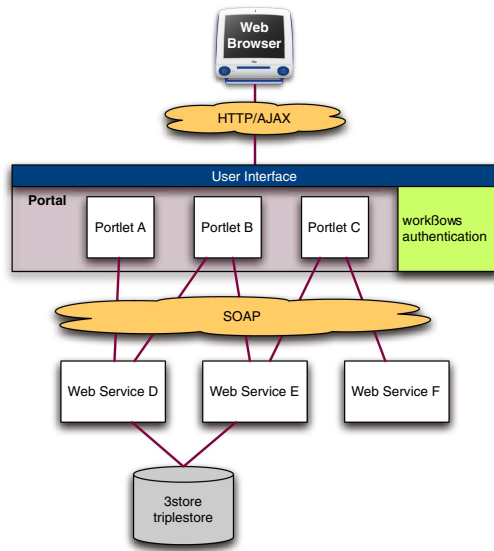 Web
Browser
HTTP/AJAX
User Interface
Portal
Portlet A
Portlet B
Portlet C
workßows
authentication
SOAP
Web Service D
Web Service E
Web Service F
3store
triplestore